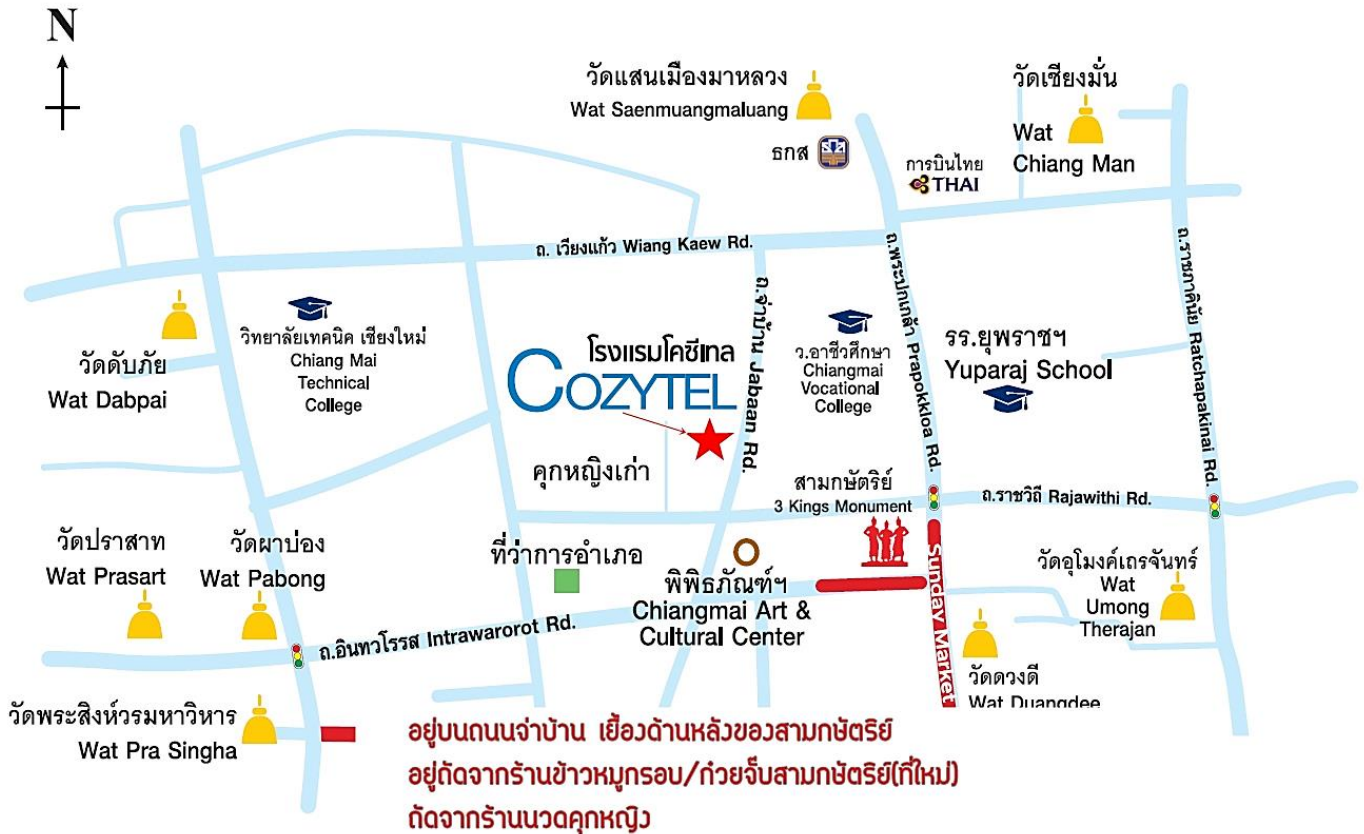 N
วัดแสนเมืองมาหลวง
Wat Saenmuangmaluang
ธกส
วัดเชียงมั่น
Wat
Chiang Man
การบินไทย
THAI
ถ. เวียงแก้ว Wiang Kaew Rd.
ถ.พระปกเกล้า Prapokkloa Rd.
ถ.ราชภาคินัย Ratchapakinai Rd.
ถ.จ่าบ้าน Jabaan Rd.
วัดดับภัย
Wat Dabpai
วิทยาลัยเทคนิค เชียงใหม่
Chiang Mai
Technical
College
โรงแรมโคซี่เทล
COZYTEL
ว.อาชีวศึกษา
Chiangmai
Vocational
College
รร.ยุพราชฯ
Yuparaj School
คุกหญิงเก่า
สามกษัตริย์
3 Kings Monument
ถ.ราชวิถี Rajawithi Rd.
วัดปราสาท
Wat Prasart
วัดผาบ่อง
Wat Pabong
ที่ว่าการอำเภอ
พิพิธภัณฑ์ฯ
Chiangmai Art &
Cultural Center
Sunday Market
วัดอุโมงค์เถรจันทร์
Wat
Umong
Therajan
ถ.อินทวโรรส Intrawarorot Rd.
วัดดวงดี
Wat Duangdee
วัดพระสิงห์วรมหาวิหาร
Wat Pra Singha
อยู่บนถนนจ่าบ้าน เยื้องด้านหลังของสามกษัตริย์
อยู่ถัดจากร้านข้าวหมูกรอบ/ก๋วยจั๊บสามกษัตริย์(ที่ใหม่)
ถัดจากร้านนวดคุกหญิง